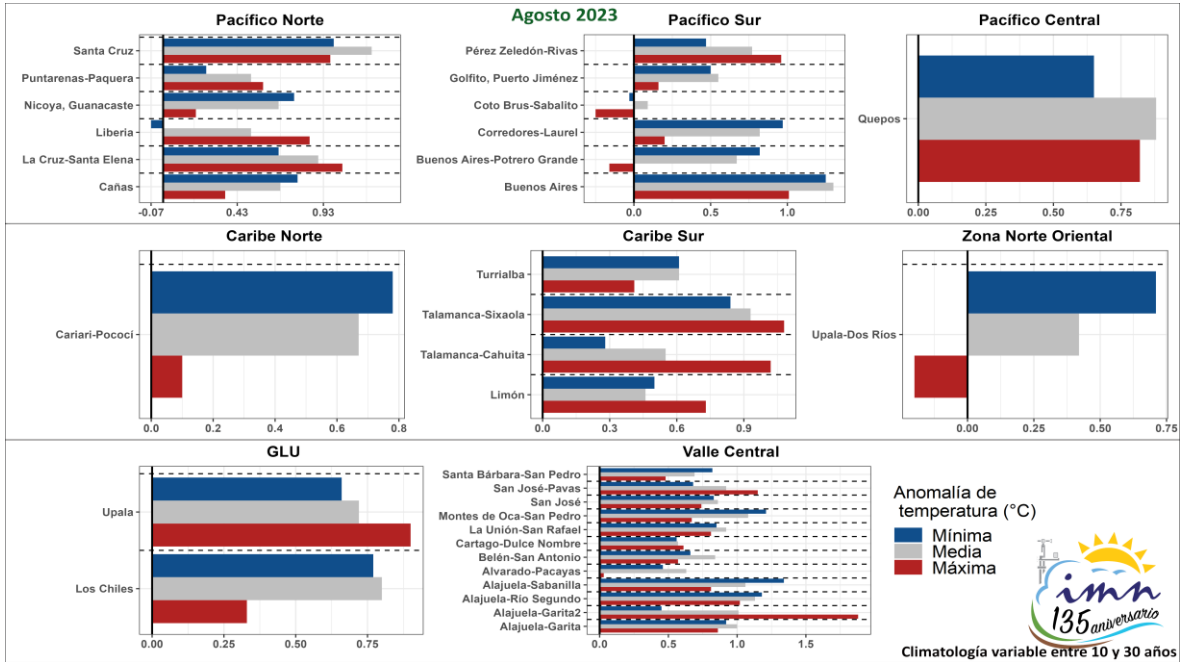 Agosto 2023
Pacífico Norte
Santa Cruz
Puntarenas-Paquera
Nicoya, Guanacaste
Liberia
La Cruz-Santa Elena
Cañas
-0.07 0.43 0.93
Pacífico Sur
Pérez Zeledón-Rivas
Golfito, Puerto Jiménez
Coto Brus-Sabalito
Corredores-Laurel
Buenos Aires-Potrero Grande
Buenos Aires
0.0 0.5 1.0
Pacífico Central
Quepos
0.00 0.25 0.50 0.75
Caribe Norte
Cariari-Pococí
0.0 0.2 0.4 0.6 0.8
Caribe Sur
Turrialba
Talamanca-Sixaola
Talamanca-Cahuita
Limón
0.0 0.3 0.6 0.9
Zona Norte Oriental
Upala-Dos Ríos
0.00 0.25 0.50 0.75
GLU
Upala
Los Chiles
0.00 0.25 0.50 0.75
Valle Central
Santa Bárbara-San Pedro
San José-Pavas
San José
Montes de Oca-San Pedro
La Unión-San Rafael
Cartago-Dulce Nombre
Belén-San Antonio
Alvarado-Pacayas
Alajuela-Sabanilla
Alajuela-Río Segundo
Alajuela-Garita2
Alajuela-Garita
0.0 0.5 1.0 1.5
Anomalía de
temperatura (°C)
Mínima
Media
Máxima
imn
135 aniversario
Climatología variable entre 10 y 30 años